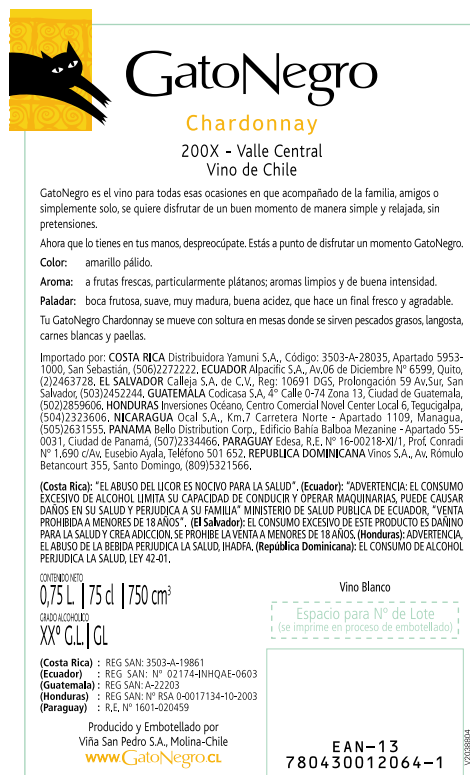 GatoNegro
Chardonnay
200X - Valle Central
Vino de Chile
GatoNegro es el vino para todas esas ocasiones en que acompañado de la familia, amigos o
simplemente solo, se quiere disfrutar de un buen momento de manera simple y relajada, sin
pretensiones.
Ahora que lo tienes en tus manos, despreocúpate. Estás a punto de disfrutar un momento GatoNegro.
Color: amarillo pálido.
Aroma: a frutas frescas, particularmente plátanos; aromas limpios y de buena intensidad.
Paladar: boca frutosa, suave, muy madura, buena acidez, que hace un final fresco y agradable.
Tu GatoNegro Chardonnay se mueve con soltura en mesas donde se sirven pescados grasos, langosta,
carnes blancas y paellas.
Importado por: COSTA RICA Distribuidora Yamuni S.A., Código: 3503-A-28035, Apartado 5953-
1000, San Sebastián, (506)2272222. ECUADOR Alpacific S.A., Av.06 de Diciembre Nº 6599, Quito,
(2)2463728. EL SALVADOR Calleja S.A. de C.V., Reg: 10691 DGS, Prolongación 59 Av.Sur, San
Salvador, (503)2452244. GUATEMALA Codicasa S,A, 4º Calle 0-74 Zona 13, Ciudad de Guatemala,
(502)2859606. HONDURAS Inversiones Océano, Centro Comercial Novel Center Local 6, Tegucigalpa,
(504)2323606, NICARAGUA Ocal S.A., Km.7 Carretera Norte - Apartado 1109, Managua,
(505)2631555. PANAMA Bello Distribution Corp., Edificio Bahía Balboa Mezanine - Apartado 55-
0031, Ciudad de Panamá, (507)2334466. PARAGUAY Edesa, R.E. Nº 16-00218-XI/1, Prof. Conradi
Nº 1.690 c/Av. Eusebio Ayala, Teléfono 501 652. REPUBLICA DOMINICANA Vinos S.A., Av. Rómulo
Betancourt 355, Santo Domingo, (809)5321566.
(Costa Rica): "EL ABUSO DEL LICOR ES NOCIVO PARA LA SALUD". (Ecuador): "ADVERTENCIA: EL CONSUMO
EXCESIVO DE ALCOHOL LIMITA SU CAPACIDAD DE CONDUCIR Y OPERAR MAQUINARIAS, PUEDE CAUSAR
DAÑOS EN SU SALUD Y PERJUDICA A SU FAMILIA" MINISTERIO DE SALUD PUBLICA DE ECUADOR, "VENTA
PROHIBIDA A MENORES DE 18 AÑOS". (El Salvador): EL CONSUMO EXCESIVO DE ESTE PRODUCTO ES DAÑINO
PARA LA SALUD Y CREA ADICCION. SE PROHIBE LA VENTA A MENORES DE 18 AÑOS. (Honduras): ADVERTENCIA,
EL ABUSO DE LA BEBIDA PERJUDICA LA SALUD, IHADFA. (República Dominicana): EL CONSUMO DE ALCOHOL
PERJUDICA LA SALUD, LEY 42-01.
CONTENIDO NETO
0,75 L. | 75 cl | 750 cm³
GRADO ALCOHOLICO
XXº G.L. | GL
Vino Blanco
Espacio para Nº de Lote
(se imprime en proceso de embotellado)
(Costa Rica) : REG SAN: 3503-A-19861
(Ecuador) : REG SAN: Nº 02174-INHQAE-0603
(Guatemala) : REG SAN: A-22203
(Honduras) : REG SAN: Nº RSA 0-0017134-10-2003
(Paraguay) : R,E, Nº 1601-020459
Producido y Embotellado por
Viña San Pedro S.A., Molina-Chile
www.GatoNegro.cl
EAN-13
780430012064-1
V2038804